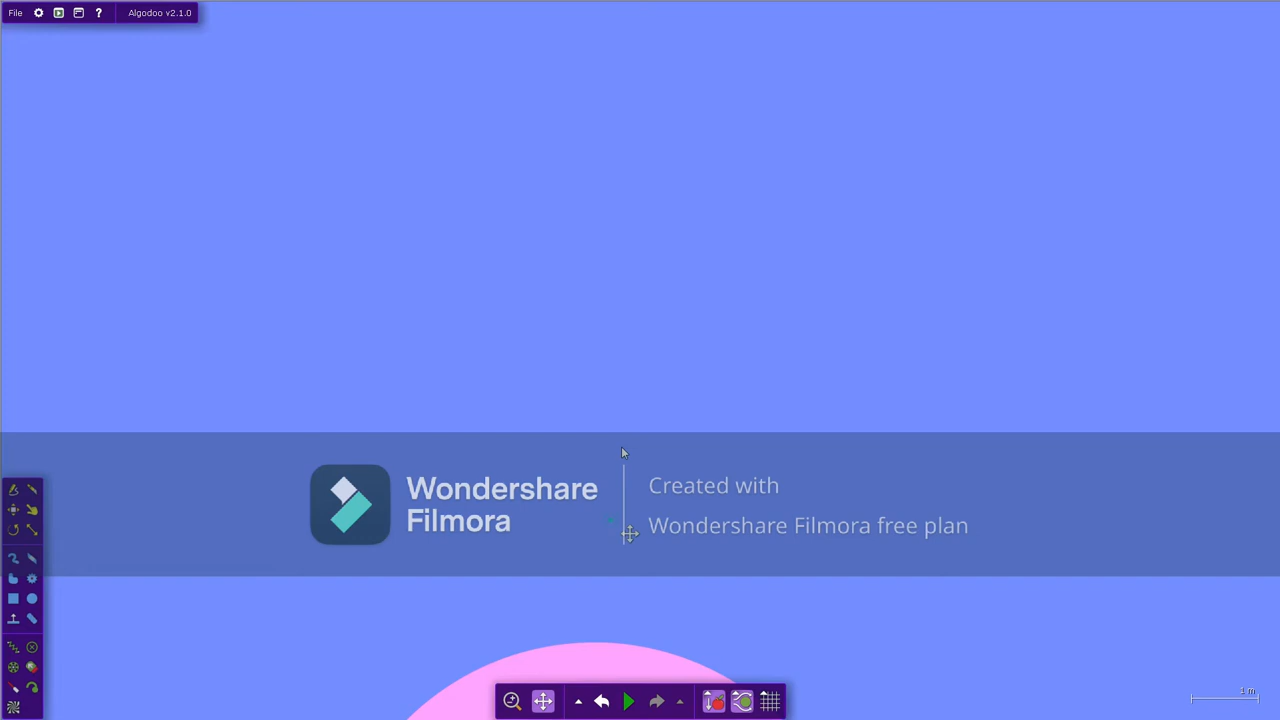 File
?
Algodoo v2.1.0
Wondershare
Filmora
Created with
Wondershare Filmora free plan
1 m